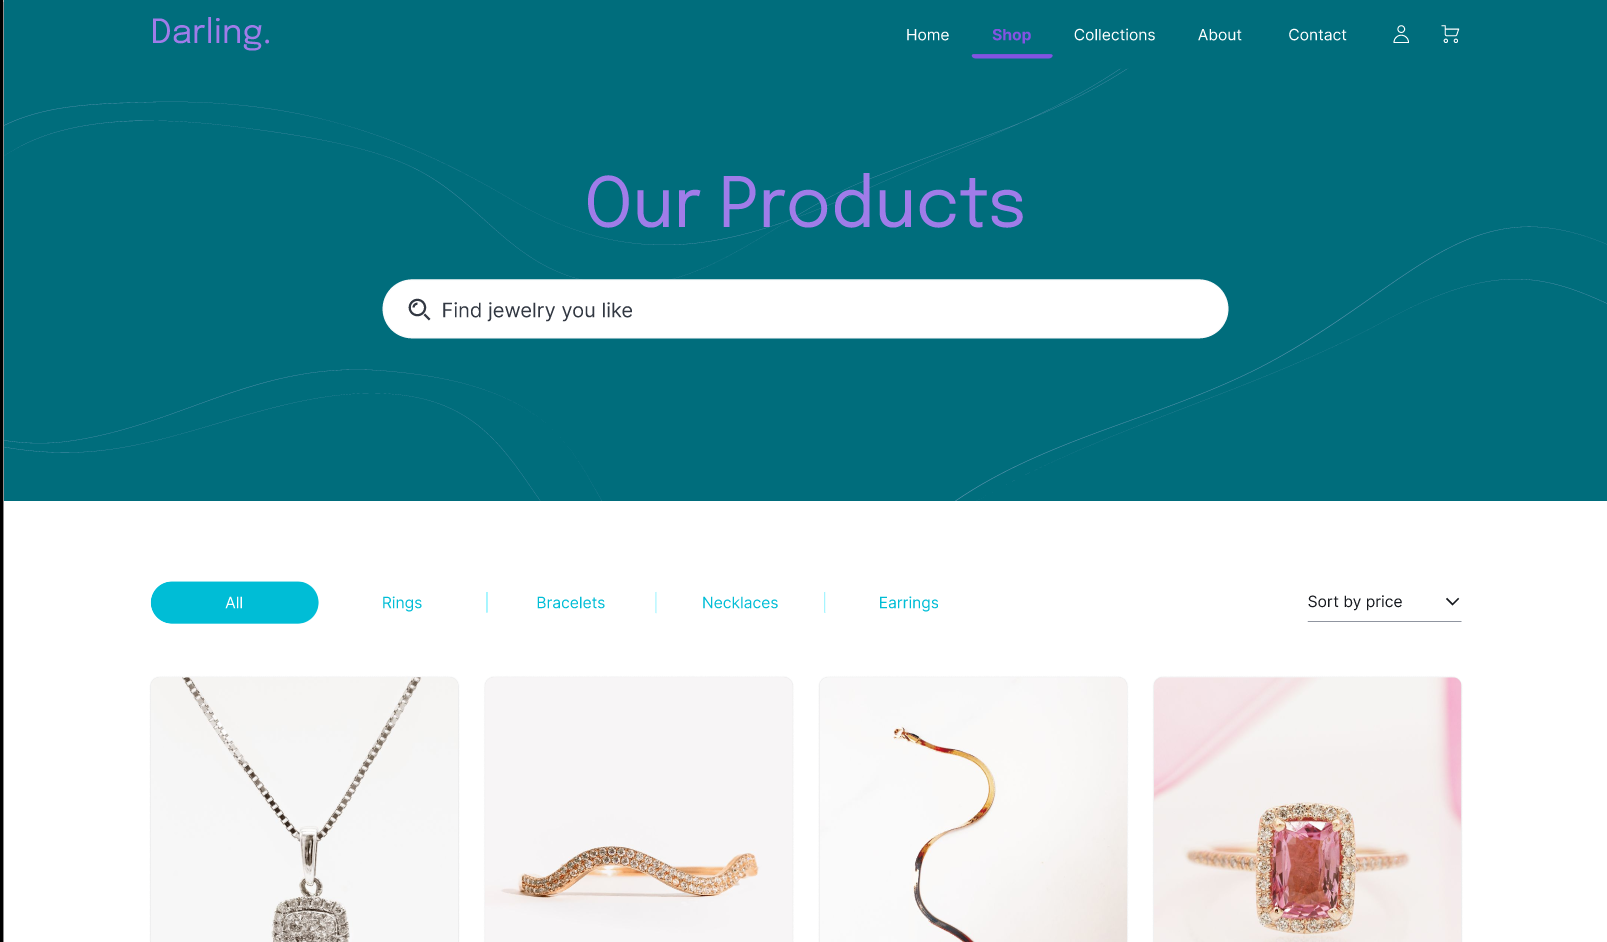 Darling.
Home Shop Collections About Contact
Our Products
Find jewelry you like
All Rings Bracelets Necklaces Earrings Sort by price